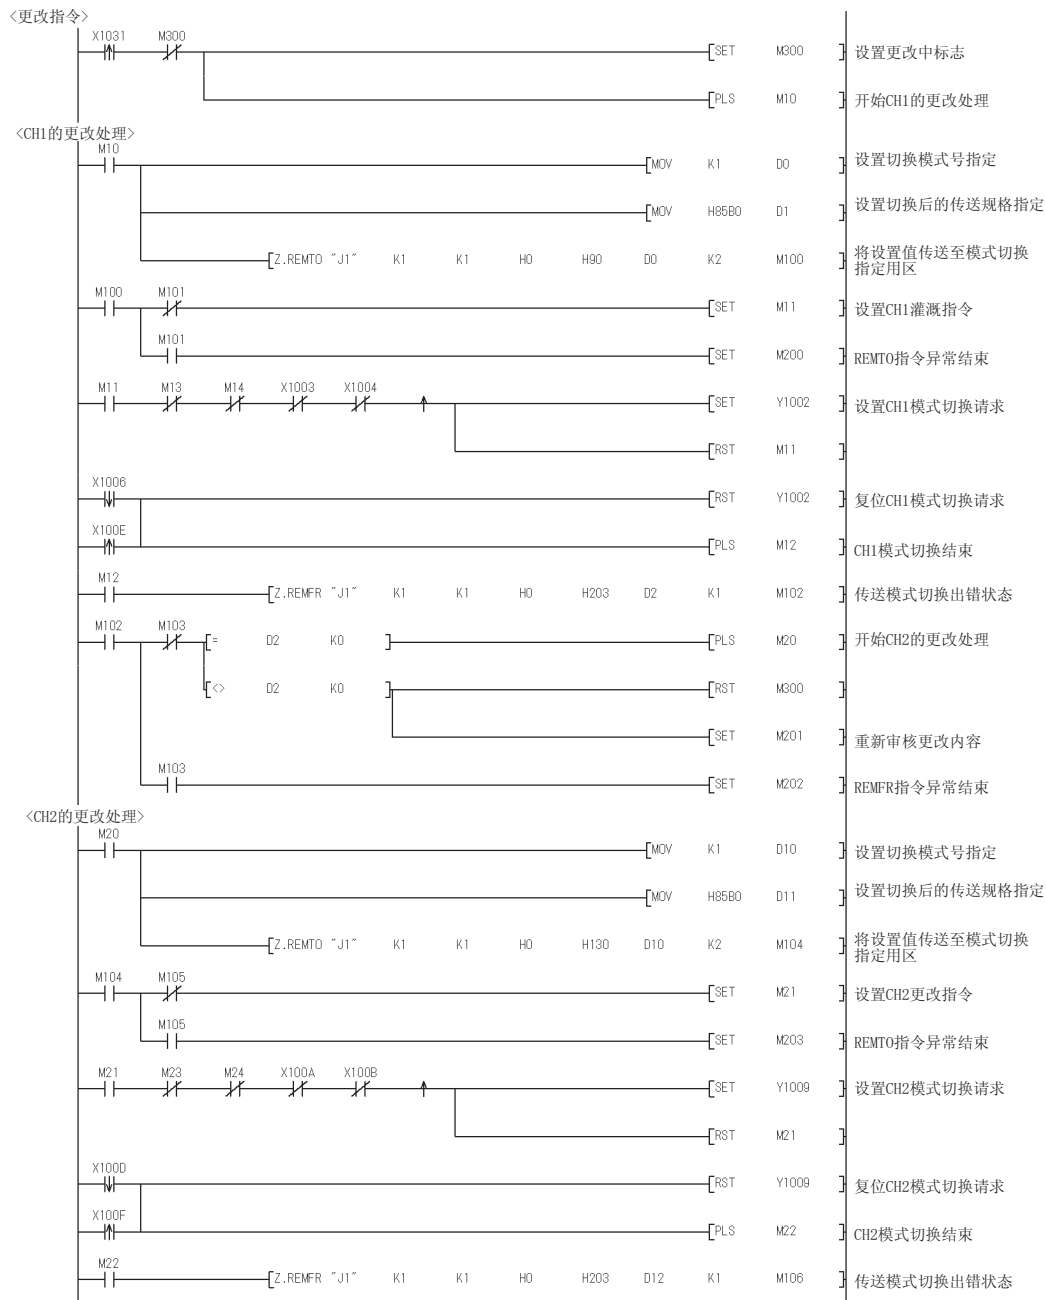 <更改指令>
X1031 M300
SET M300 设置更改中标志
PLS M10 开始CH1的更改处理
<CH1的更改处理>
M10
MOV K1 D0 设置切换模式号指定
MOV H85B0 D1 设置切换后的传送规格指定
Z.REMTO "J1" K1 K1 H0 H90 D0 K2 M100 将设置值传送至模式切换
指定用区
M100 M101
SET M11 设置CH1灌溉指令
M101
SET M200 REMTO指令异常结束
M11 M13 M14 X1003 X1004
SET Y1002 设置CH1模式切换请求
RST M11
X1006
RST Y1002 复位CH1模式切换请求
X100E
PLS M12 CH1模式切换结束
M12
Z.REMFR "J1" K1 K1 H0 H203 D2 K1 M102 传送模式切换出错状态
M102 M103
= D2 K0 PLS M20 开始CH2的更改处理
<> D2 K0 RST M300
SET M201 重新审核更改内容
M103
SET M202 REMFR指令异常结束
<CH2的更改处理>
M20
MOV K1 D10 设置切换模式号指定
MOV H85B0 D11 设置切换后的传送规格指定
Z.REMTO "J1" K1 K1 H0 H130 D10 K2 M104 将设置值传送至模式切换
指定用区
M104 M105
SET M21 设置CH2更改指令
M105
SET M203 REMTO指令异常结束
M21 M23 M24 X100A X100B
SET Y1009 设置CH2模式切换请求
RST M21
X100D
RST Y1009 复位CH2模式切换请求
X100F
PLS M22 CH2模式切换结束
M22
Z.REMFR "J1" K1 K1 H0 H203 D12 K1 M106 传送模式切换出错状态